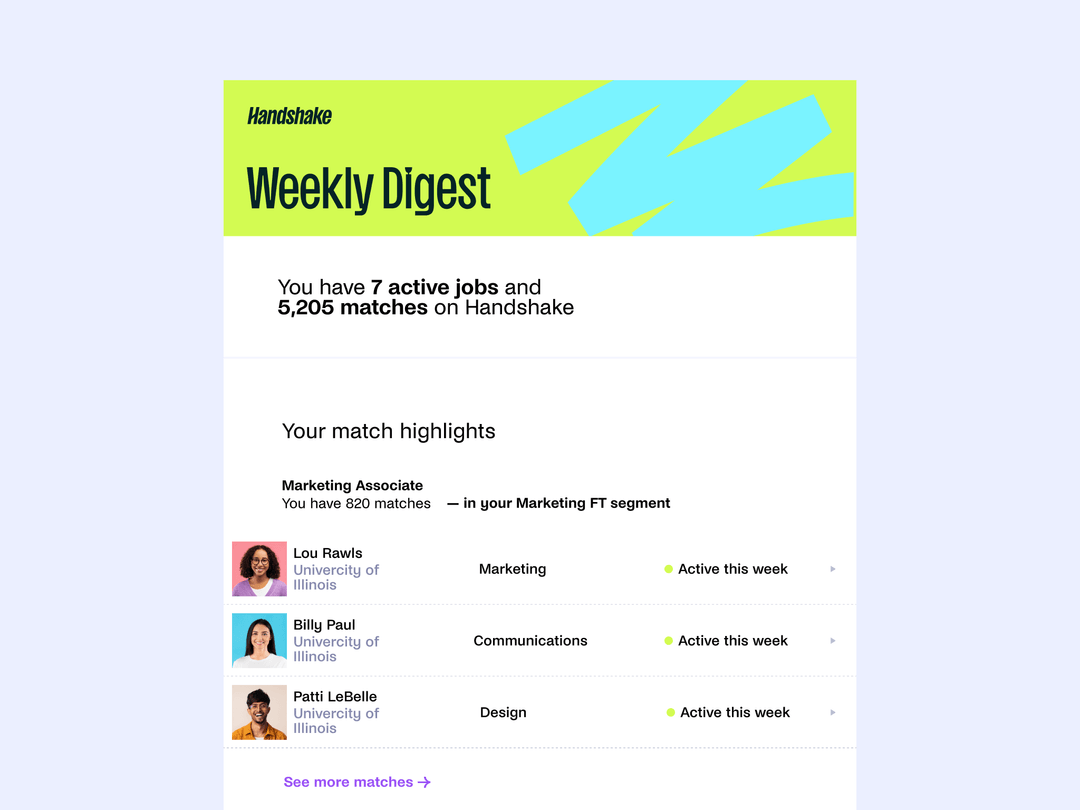 Handshake
Weekly Digest
You have 7 active jobs and
5,205 matches on Handshake
Your match highlights
Marketing Associate
You have 820 matches — in your Marketing FT segment
Lou Rawls
Univercity of
Illinois
Marketing
Active this week
Billy Paul
Univercity of
Illinois
Communications
Active this week
Patti LeBelle
Univercity of
Illinois
Design
Active this week
See more matches →